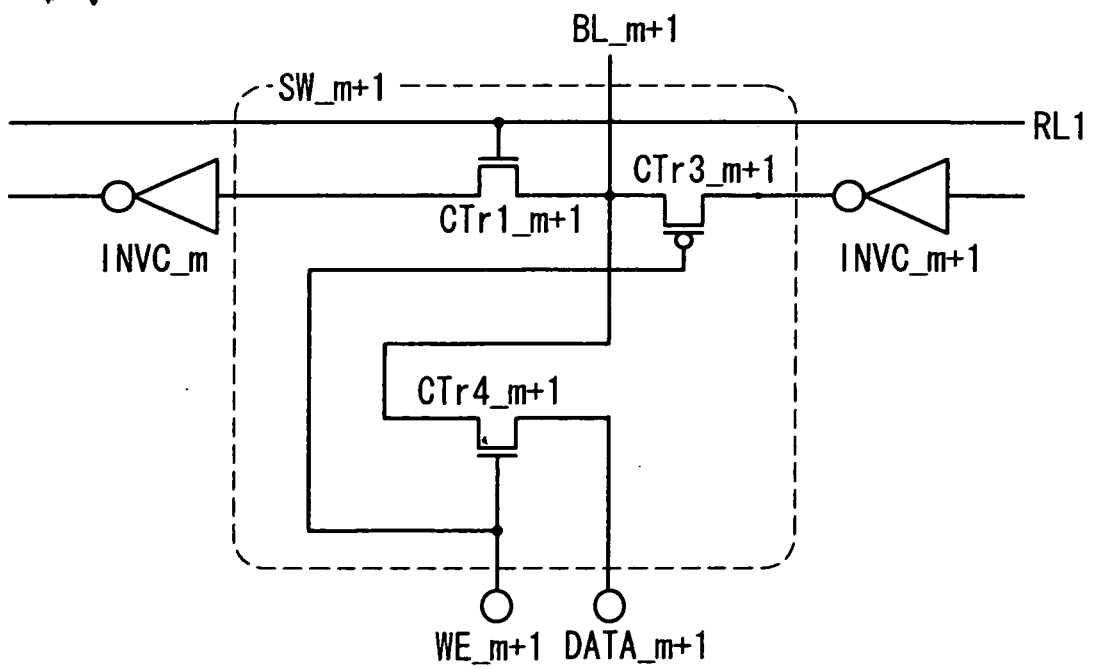 BL_m+1
SW_m+1
RL1
CTr3_m+1
CTr1_m+1
INVC_m
INVC_m+1
CTr4_m+1
WE_m+1
DATA_m+1